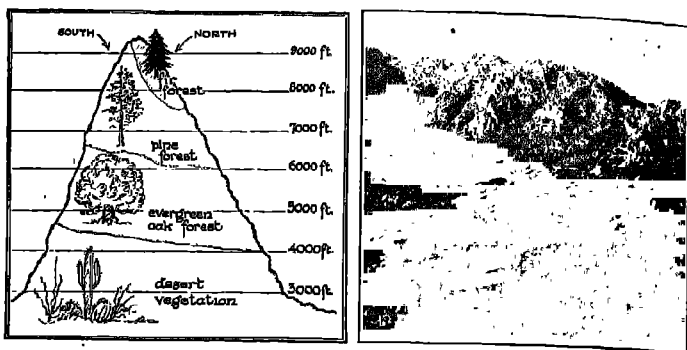 SOUTH NORTH
9000 ft.
8000 ft.
forest
7000 ft.
pine forest
6000 ft.
5000 ft.
evergreen
oak forest
4000 ft.
desert
vegetation
3000 ft.